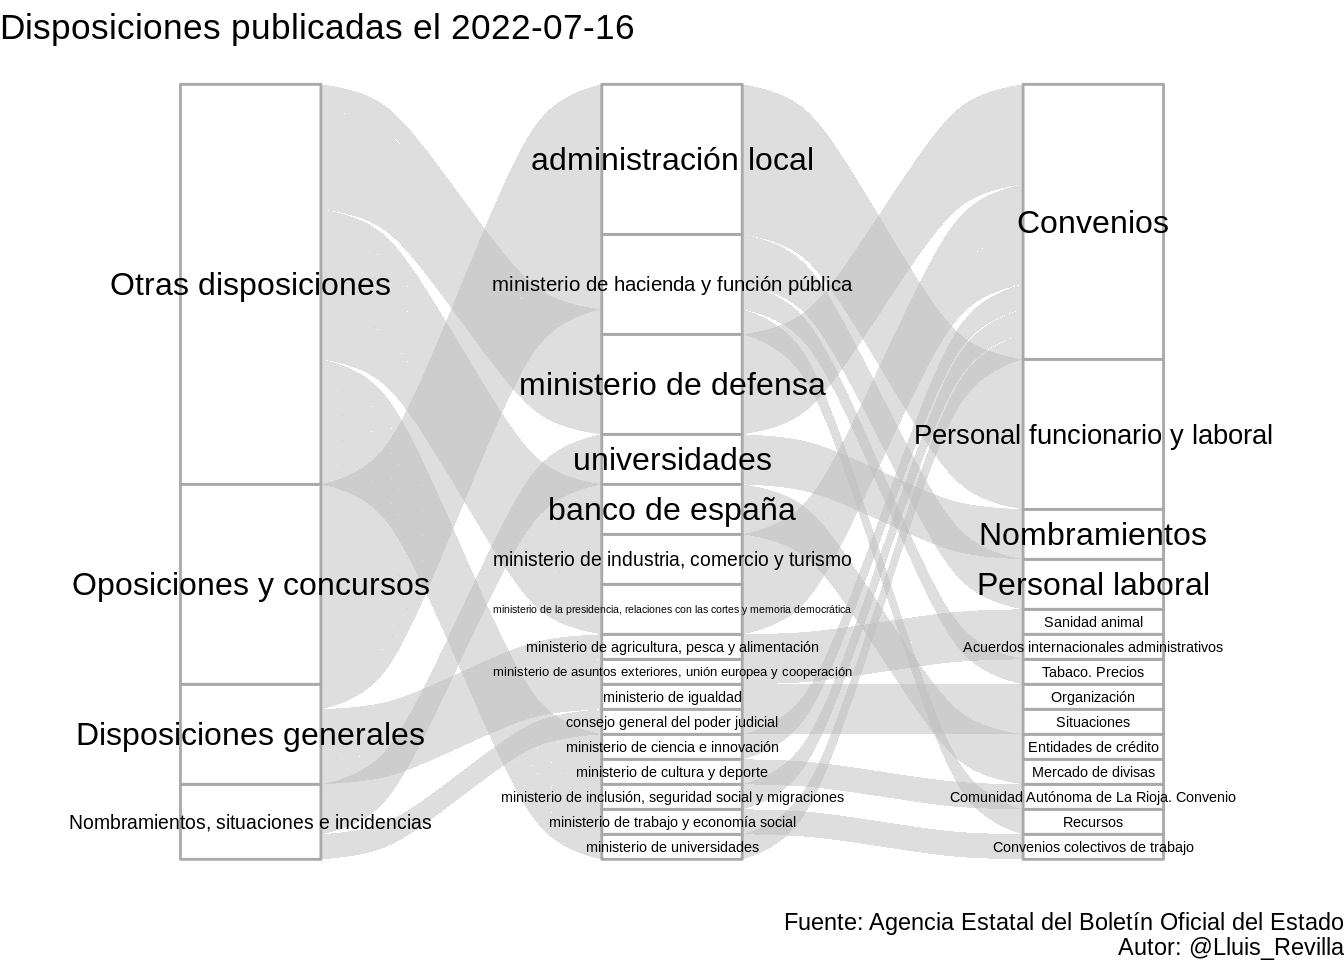 Disposiciones publicadas el 2022-07-16
Otras disposiciones
Oposiciones y concursos
Disposiciones generales
Nombramientos, situaciones e incidencias
administración local
ministerio de hacienda y función pública
ministerio de defensa
universidades
banco de españa
ministerio de industria, comercio y turismo
ministerio de la presidencia, relaciones con las cortes y memoria democrática
ministerio de agricultura, pesca y alimentación
ministerio de asuntos exteriores, unión europea y cooperación
ministerio de igualdad
consejo general del poder judicial
ministerio de ciencia e innovación
ministerio de cultura y deporte
ministerio de inclusión, seguridad social y migraciones
ministerio de trabajo y economía social
ministerio de universidades
Convenios
Personal funcionario y laboral
Nombramientos
Personal laboral
Sanidad animal
Acuerdos internacionales administrativos
Tabaco. Precios
Organización
Situaciones
Entidades de crédito
Mercado de divisas
Comunidad Autónoma de La Rioja. Convenio
Recursos
Convenios colectivos de trabajo
Fuente: Agencia Estatal del Boletín Oficial del Estado
Autor: @Lluis_Revilla